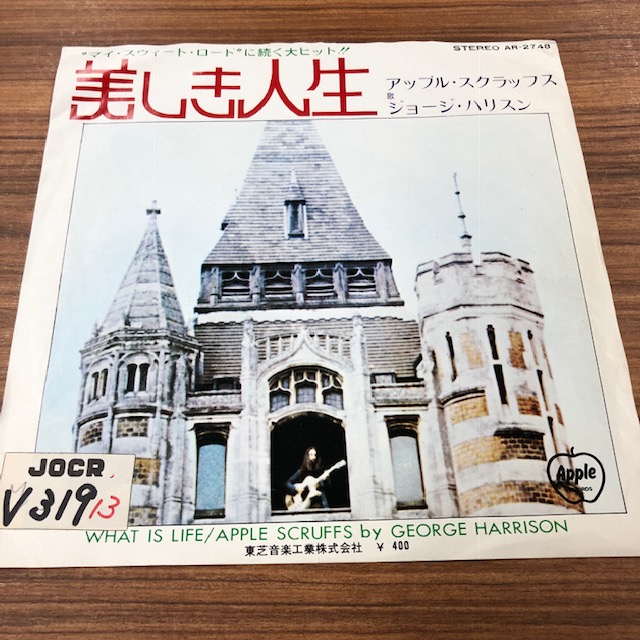 “マイ・スウィート・ロード”に続く大ヒット!!
STEREO AR-2748
美しき人生
アップル・スクラッフス
歌
ジョージ・ハリスン
Apple
JOCR.
V319 13
WHAT IS LIFE/APPLE SCRUFFS by GEORGE HARRISON
東芝音楽工業株式会社 ¥ 400